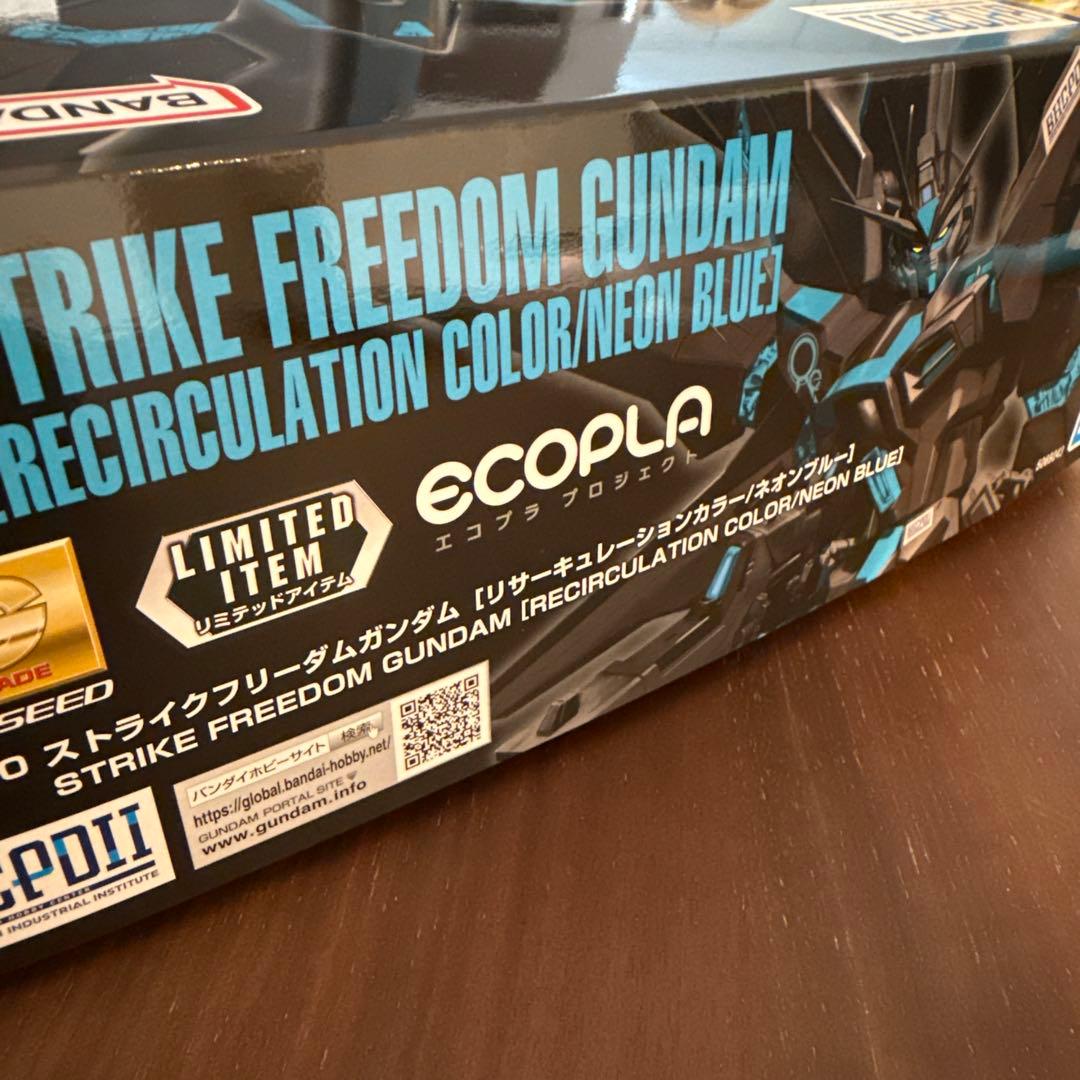 BANDA
TRIKE FREEDOM GUNDAM
RECIRCULATION COLOR/NEON BLUE]
ECOPLA
エコプラ プロジェクト
LIMITED
ITEM
リミテッドアイテム
ADE
SEED
0 ストライクフリーダムガンダム [リサーキュレーションカラー/ネオンブルー]
STRIKE FREEDOM GUNDAM [RECIRCULATION COLOR/NEON BLUE]
バンダイホビーサイト 検索
https://global.bandai-hobby.net/
GUNDAM PORTAL SITE
www.gundam.info
PDII
HOBBY CENTER
INDUSTRIAL INSTITUTE